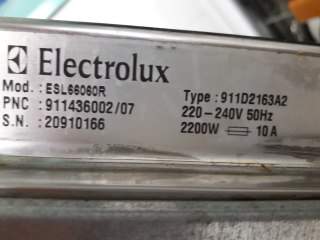 Electrolux
Mod. : ESL66060R
PNC : 911436002/07 Type : 911D2163A2
S.N. : 20910166 220-240V 50Hz
2200W 10A